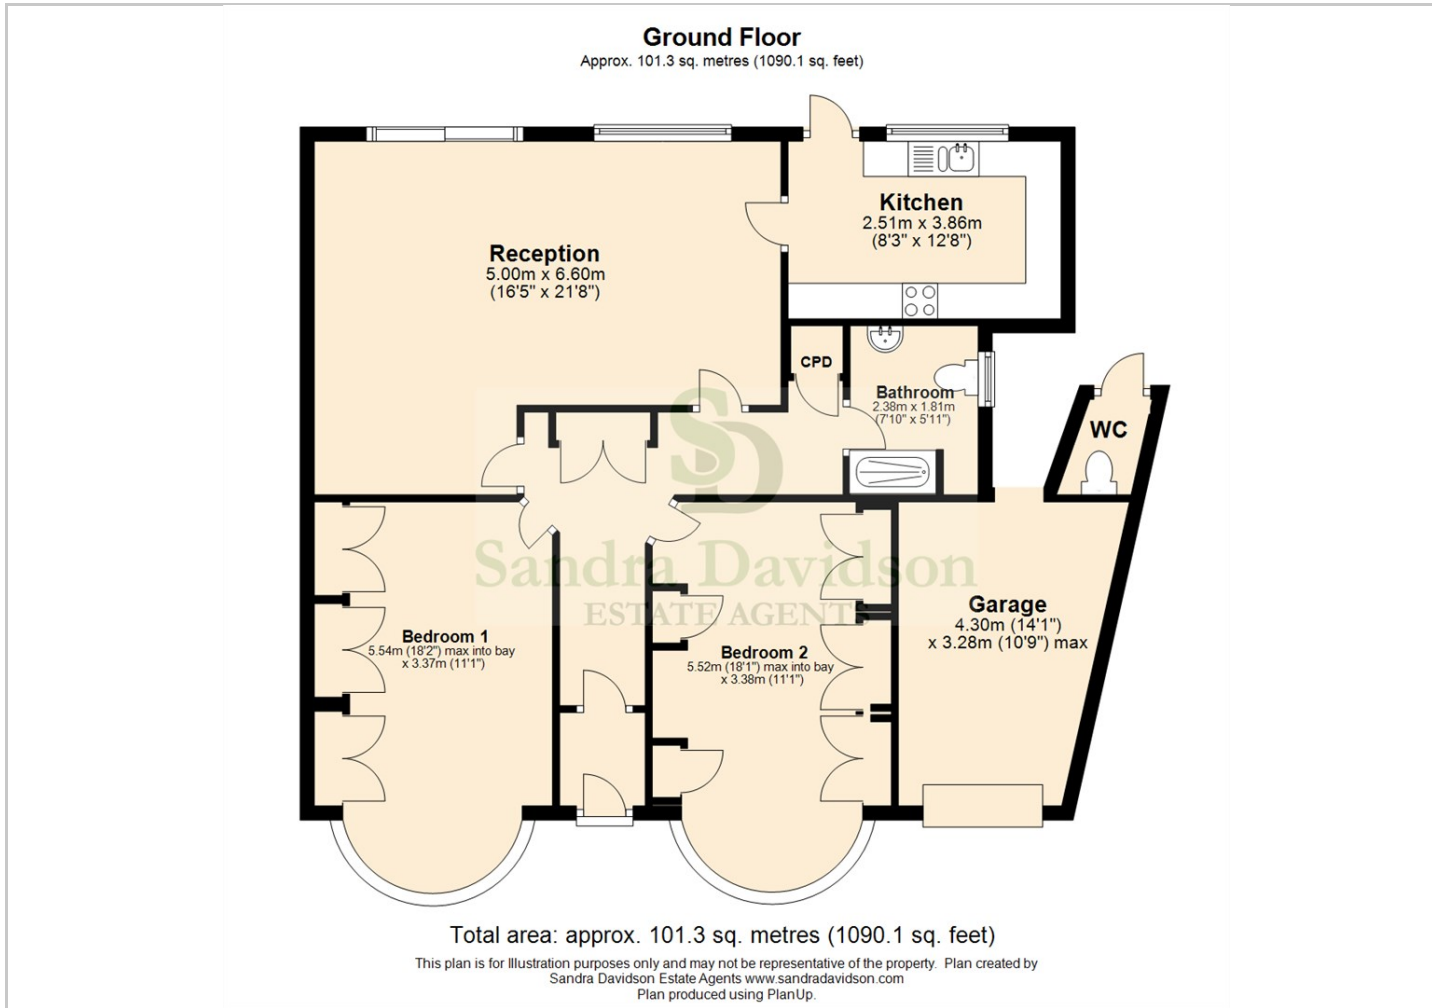 Ground Floor
Approx. 101.3 sq. metres (1090.1 sq. feet)
Reception
5.00m x 6.60m
(16'5" x 21'8")
Kitchen
2.51m x 3.86m
(8'3" x 12'8")
CPD
Bathroom
2.38m x 1.81m
(7'10" x 5'11")
WC
SD
Sandra Davidson
ESTATE AGENTS
Bedroom 1
5.54m (18'2") max into bay
x 3.37m (11'1")
Bedroom 2
5.52m (18'1") max into bay
x 3.38m (11'1")
Garage
4.30m (14'1")
x 3.28m (10'9") max
Total area: approx. 101.3 sq. metres (1090.1 sq. feet)
This plan is for Illustration purposes only and may not be representative of the property. Plan created by
Sandra Davidson Estate Agents www.sandradavidson.com
Plan produced using PlanUp.